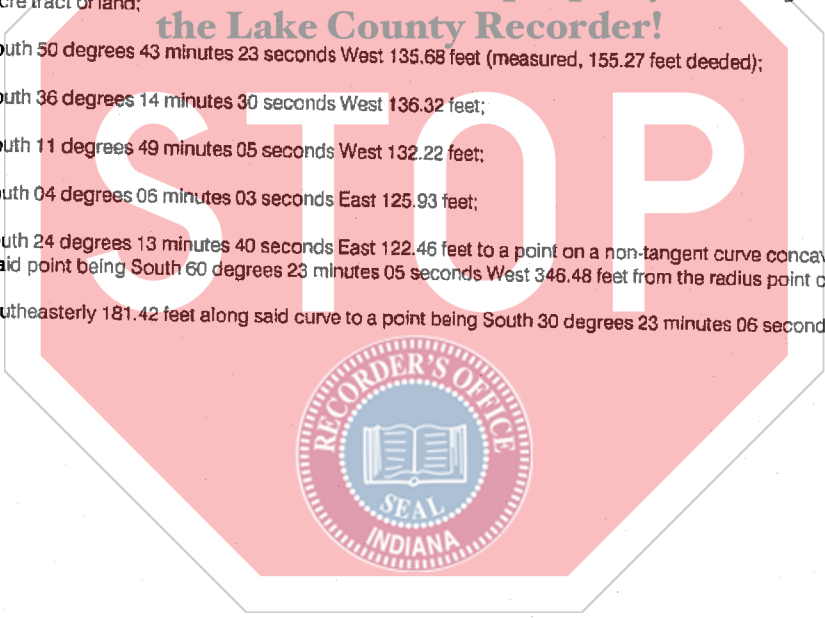 cre tract of land;
the Lake County Recorder!
outh 50 degrees 43 minutes 23 seconds West 135.68 feet (measured, 155.27 feet deeded);
outh 36 degrees 14 minutes 30 seconds West 136.32 feet;
outh 11 degrees 49 minutes 05 seconds West 132.22 feet;
outh 04 degrees 06 minutes 03 seconds East 125.93 feet;
uth 24 degrees 13 minutes 40 seconds East 122.46 feet to a point on a non-tangent curve concav
aid point being South 60 degrees 23 minutes 05 seconds West 346.48 feet from the radius point o
utheasterly 181.42 feet along said curve to a point being South 30 degrees 23 minutes 06 second
STOP
RECORDER'S OFFICE
SEAL
INDIANA